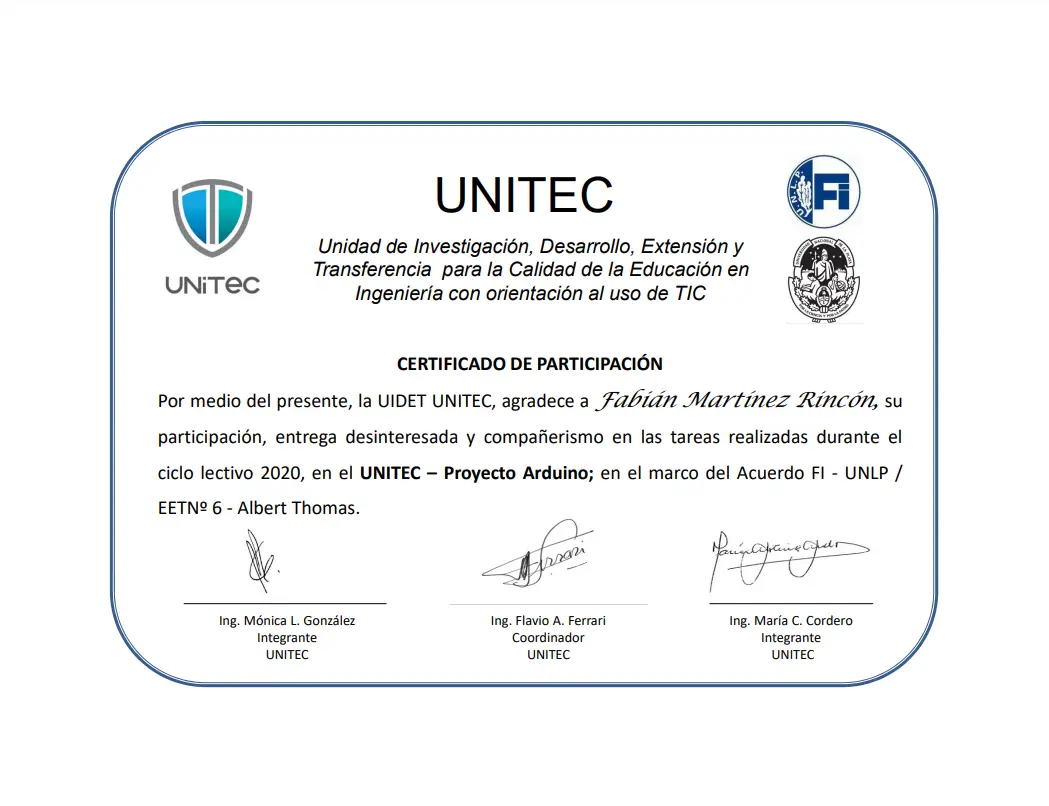 UNITEC
Unidad de Investigación, Desarrollo, Extensión y
Transferencia para la Calidad de la Educación en
Ingeniería con orientación al uso de TIC
UNiTEC
U.N.L.P.
Fi
CERTIFICADO DE PARTICIPACIÓN
Por medio del presente, la UIDET UNITEC, agradece a Fabián Martínez Rincón, su
participación, entrega desinteresada y compañerismo en las tareas realizadas durante el
ciclo lectivo 2020, en el UNITEC – Proyecto Arduino; en el marco del Acuerdo FI - UNLP /
EETNº 6 - Albert Thomas.
Ing. Mónica L. González
Integrante
UNITEC
Ing. Flavio A. Ferrari
Coordinador
UNITEC
Ing. María C. Cordero
Integrante
UNITEC